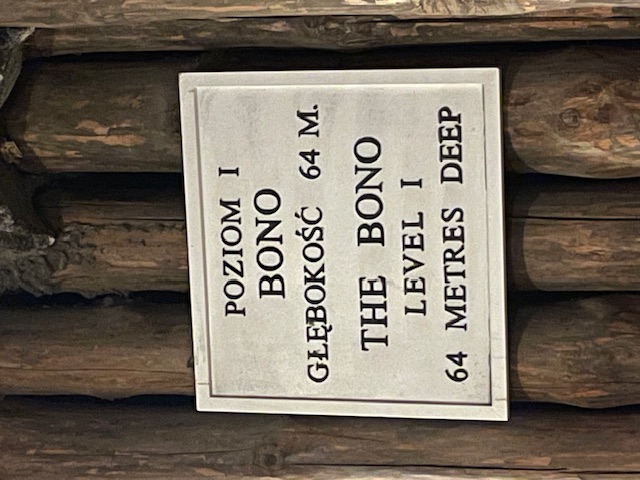 POZIOM I
BONO
GŁĘBOKOŚĆ 64 M.
THE BONO
LEVEL I
64 METRES DEEP